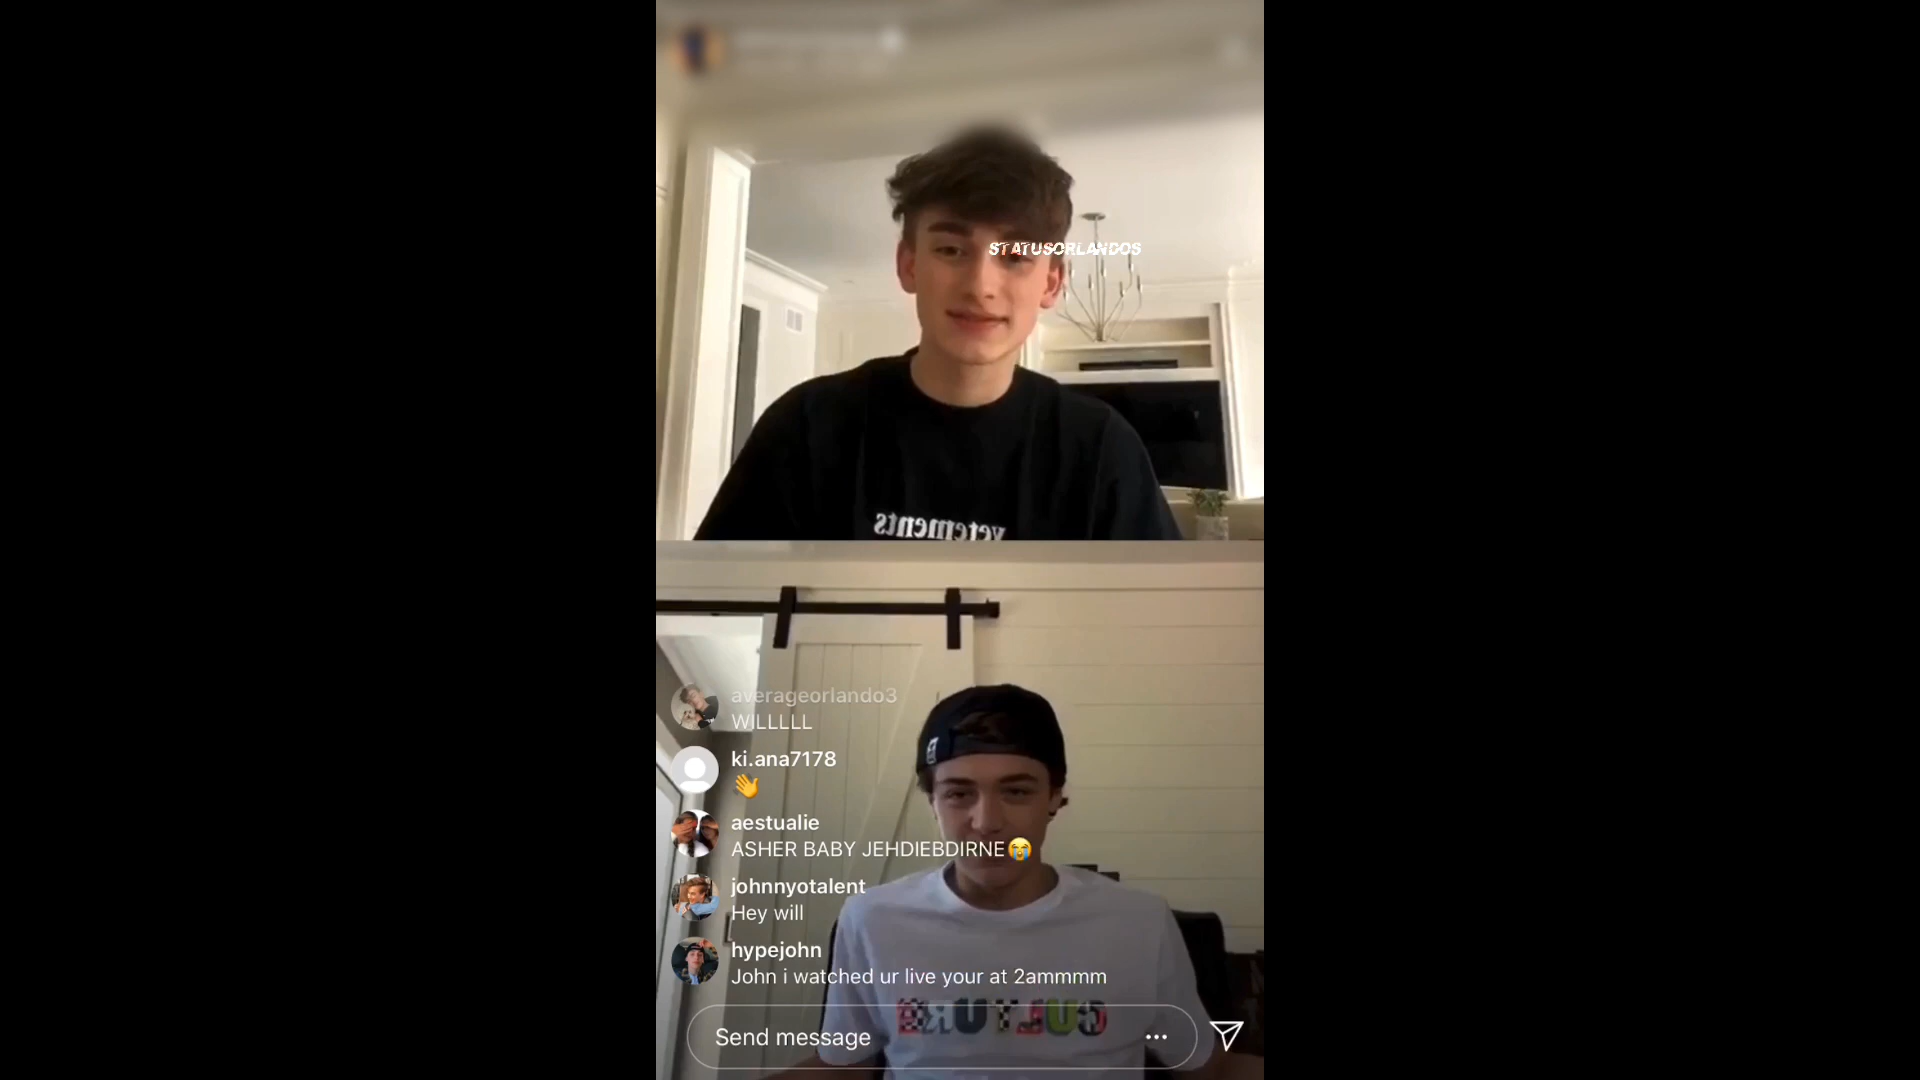 STATUSORLANDOS
vetements
averageorlando3
WILLLLL
ki.ana7178
aestualie
ASHER BABY JEHDIEBDIRNE😭
johnnyotalent
Hey will
hypejohn
John i watched ur live your at 2ammmm
CULTURE
Send message